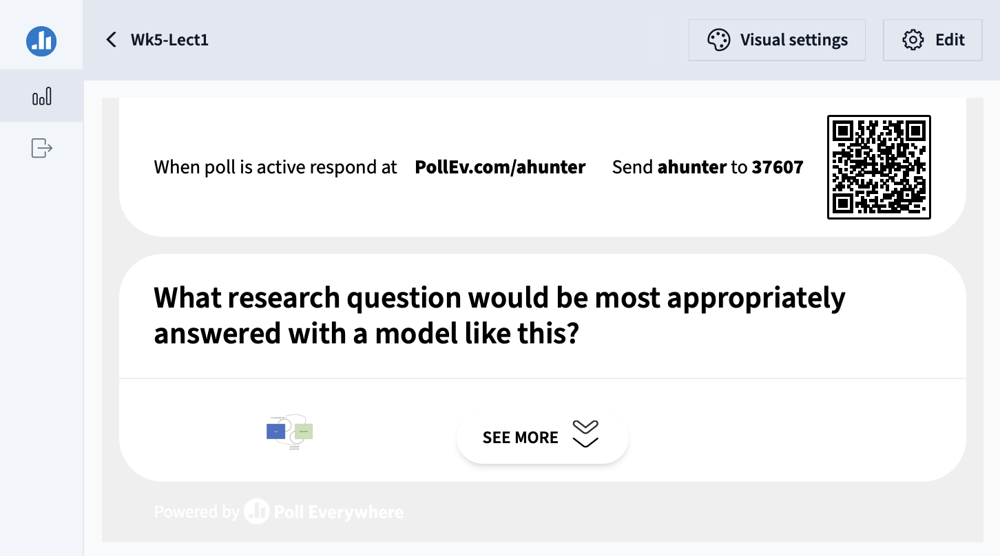 Wk5-Lect1
Visual settings
Edit
When poll is active respond at PollEv.com/ahunter Send ahunter to 37607
What research question would be most appropriately
answered with a model like this?
SEE MORE
Powered by Poll Everywhere